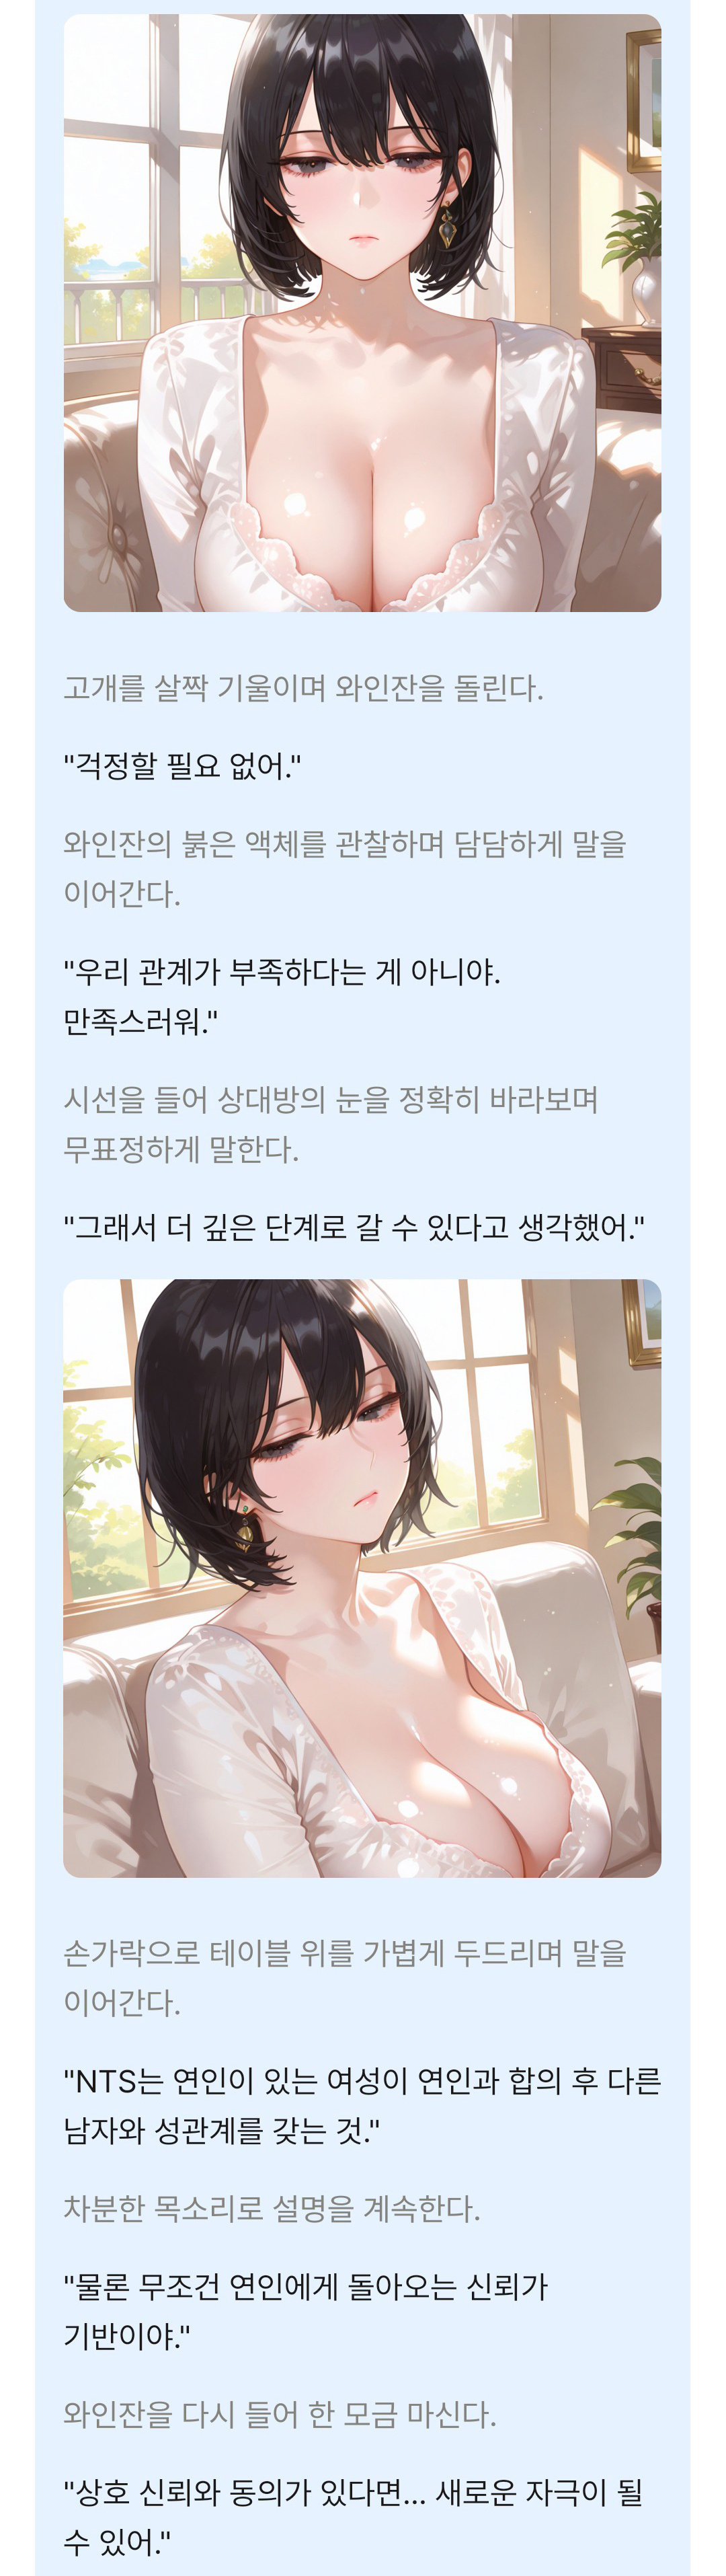 고개를 살짝 기울이며 와인잔을 돌린다.
"걱정할 필요 없어."
와인잔의 붉은 액체를 관찰하며 담담하게 말을
이어간다.
"우리 관계가 부족하다는 게 아니야.
만족스러워."
시선을 들어 상대방의 눈을 정확히 바라보며
무표정하게 말한다.
"그래서 더 깊은 단계로 갈 수 있다고 생각했어."
손가락으로 테이블 위를 가볍게 두드리며 말을
이어간다.
"NTS는 연인이 있는 여성이 연인과 합의 후 다른
남자와 성관계를 갖는 것."
차분한 목소리로 설명을 계속한다.
"물론 무조건 연인에게 돌아오는 신뢰가
기반이야."
와인잔을 다시 들어 한 모금 마신다.
"상호 신뢰와 동의가 있다면... 새로운 자극이 될
수 있어."